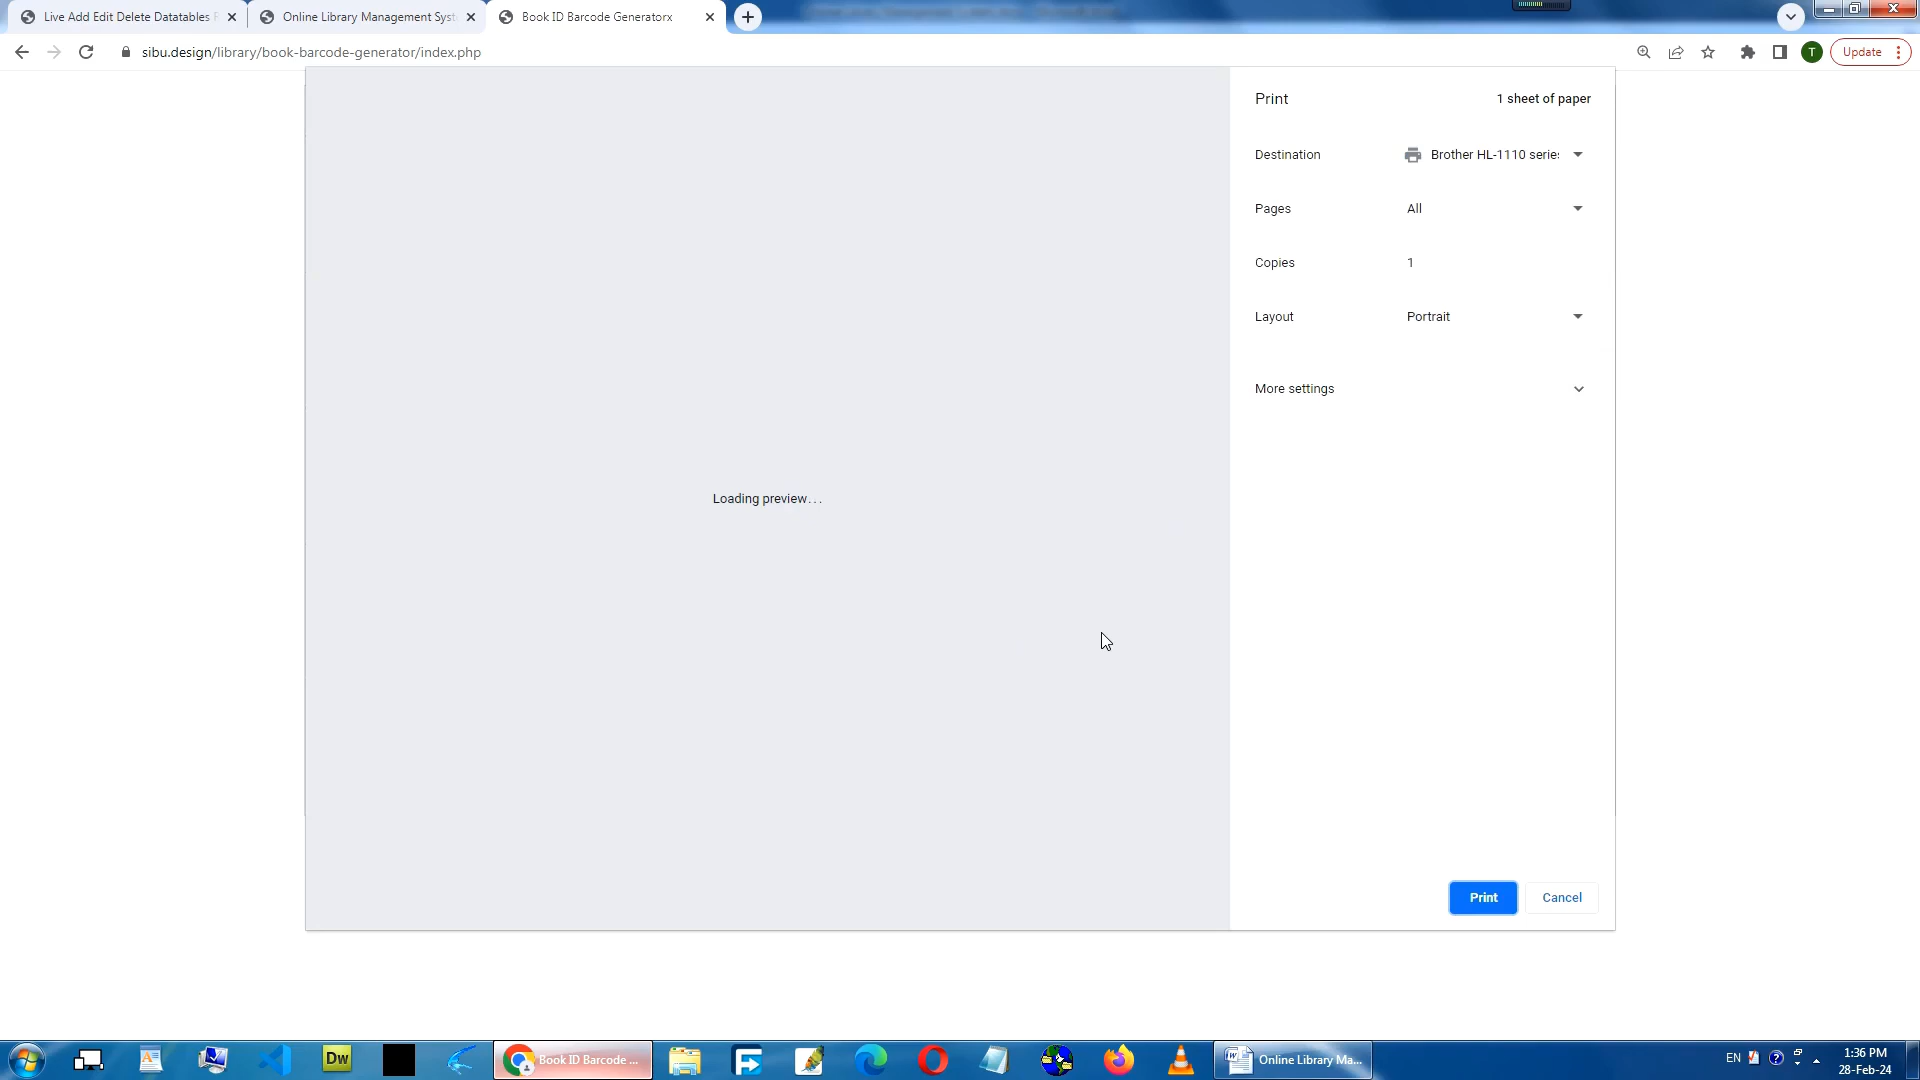 Live Add Edit Delete Datatables
Online Library Management Syst
Book ID Barcode Generatorx
sibu.design/library/book-barcode-generator/index.php
T
Update
Print
1 sheet of paper
Destination
Brother HL-1110 serie
Pages
All
Copies
1
Layout
Portrait
More settings
Loading preview...
Print
Cancel
Dw
Book ID Barcode ...
Online Library Ma...
EN
1:36 PM
28-Feb-24